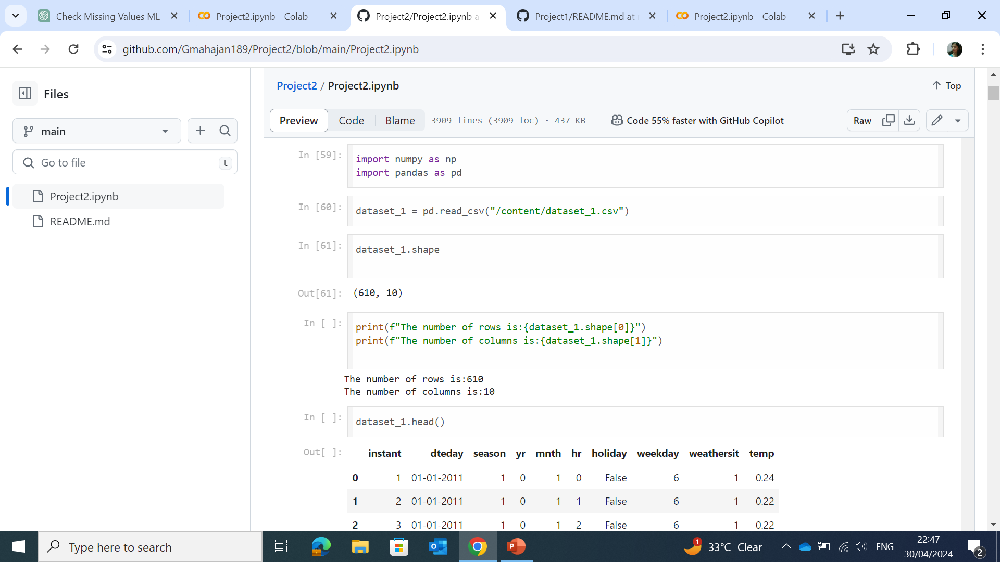 Check Missing Values ML
Project2.ipynb - Colab
Project2/Project2.ipynb a
Project1/README.md at
Project2.ipynb - Colab
github.com/Gmahajan189/Project2/blob/main/Project2.ipynb
Files
main
Go to file
t
Project2.ipynb
README.md
Project2 / Project2.ipynb
Top
Preview Code Blame 3909 lines (3909 loc) · 437 KB Code 55% faster with GitHub Copilot Raw
In [59]:
import numpy as np
import pandas as pd
In [60]:
dataset_1 = pd.read_csv("/content/dataset_1.csv")
In [61]:
dataset_1.shape
Out[61]: (610, 10)
In [ ]:
print(f"The number of rows is:{dataset_1.shape[0]}")
print(f"The number of columns is:{dataset_1.shape[1]}")
The number of rows is:610
The number of columns is:10
In [ ]:
dataset_1.head()
Out[ ]:
instant dteday season yr mnth hr holiday weekday weathersit temp
0 1 01-01-2011 1 0 1 0 False 6 1 0.24
1 2 01-01-2011 1 0 1 1 False 6 1 0.22
2 3 01-01-2011 1 0 1 2 False 6 1 0.22
Type here to search
1
33°C Clear
ENG
22:47
30/04/2024
2